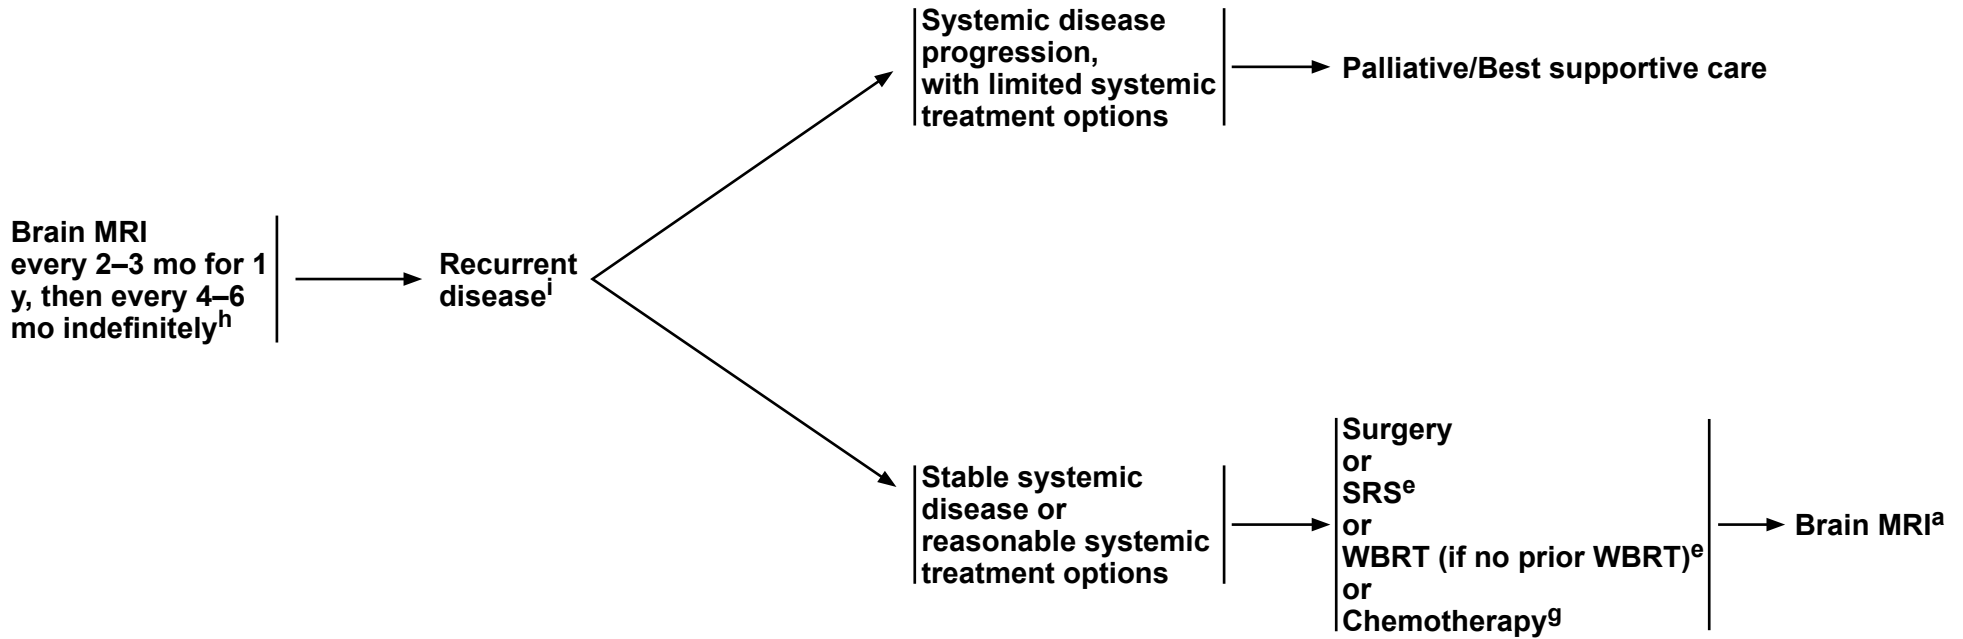 Brain MRI
every 2–3 mo for 1
y, then every 4–6
mo indefinitelyh
Recurrent
diseasei
Systemic disease
progression,
with limited systemic
treatment options
Palliative/Best supportive care
Stable systemic
disease or
reasonable systemic
treatment options
Surgery
or
SRSe
or
WBRT (if no prior WBRT)e
or
Chemotherapyg
Brain MRIa